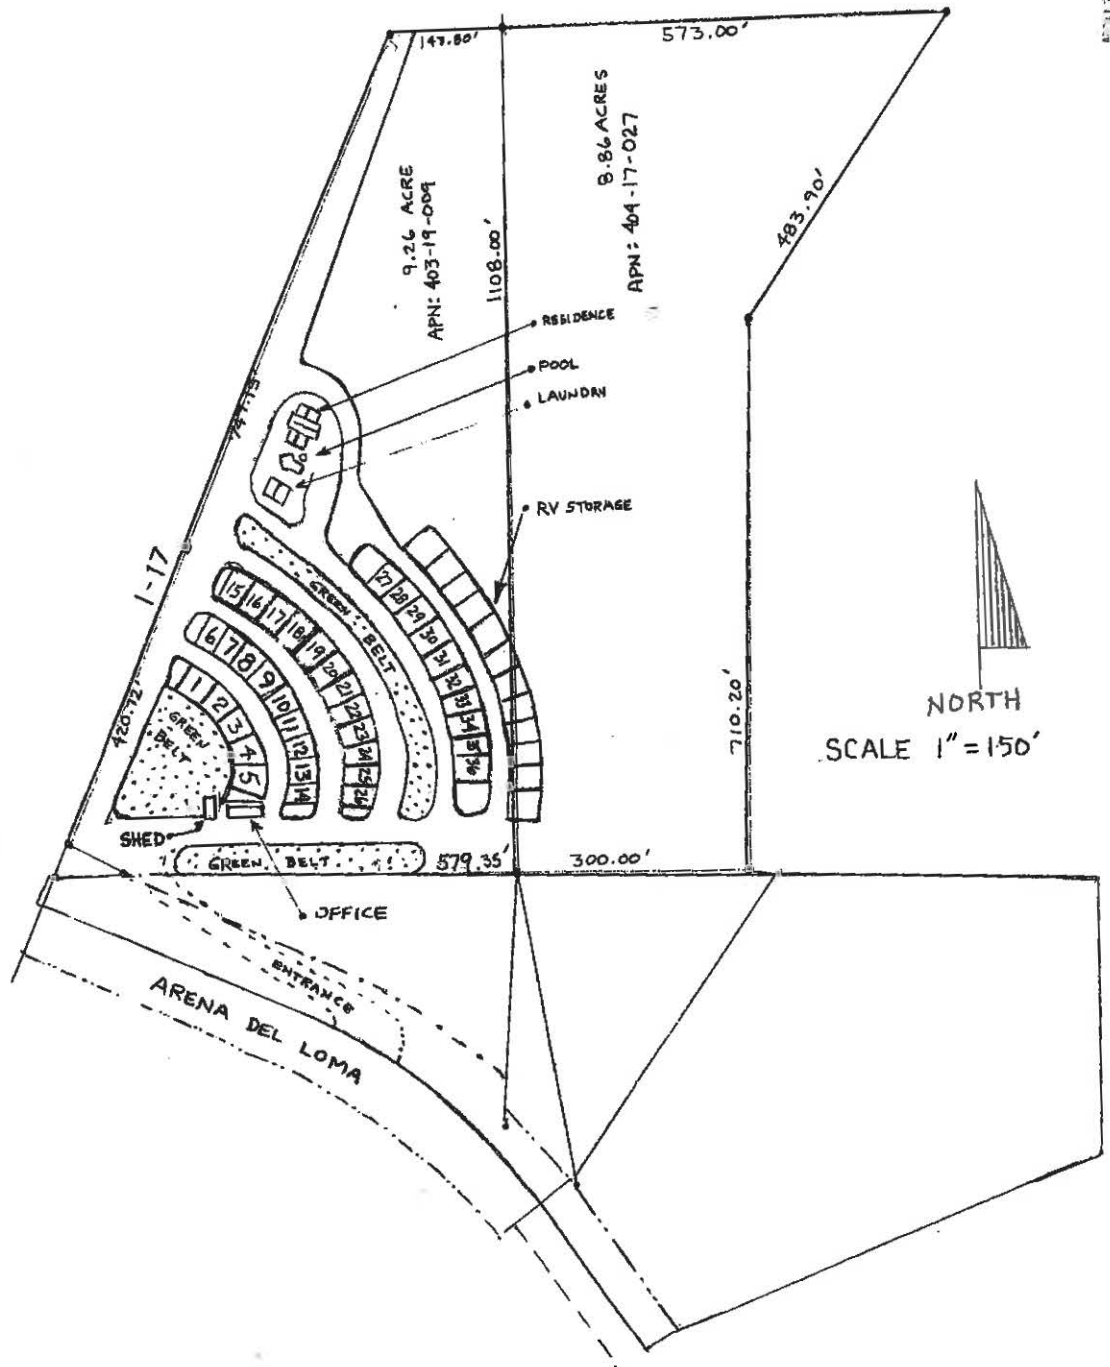 147.80'
573.00'
9.26 ACRE
APN: 403-19-009
1108.00'
8.86 ACRES
APN: 404-17-027
483.90'
RESIDENCE
POOL
LAUNDRY
RV STORAGE
I-17
420.72'
GREEN BELT
27 28 29 30 31 32 33 34 35 36
15 16 17 18 19 20 21 22 23 24 25 26
6 7 8 9 10 11 12 13 14
1 2 3 4 5
GREEN
BELT
710.20'
NORTH
SCALE 1" = 150'
SHED
GREEN BELT
579.35'
300.00'
OFFICE
ENTRANCE
ARENA DEL LOMA